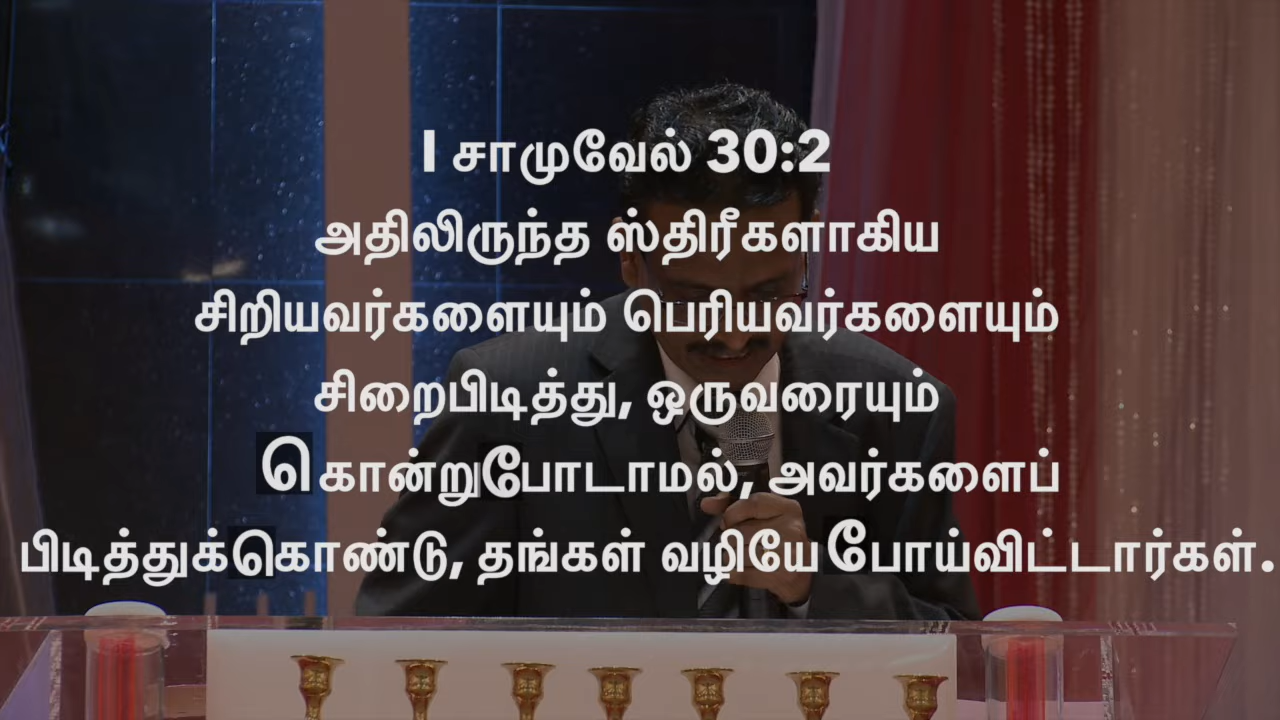 I சாமுவேல் 30:2
அதிலிருந்த ஸ்திரீகளாகிய
சிறியவர்களையும் பெரியவர்களையும்
சிறைபிடித்து, ஒருவரையும்
கொன்றுபோடாமல், அவர்களைப்
பிடித்துக்கொண்டு, தங்கள் வழியே போய்விட்டார்கள்.